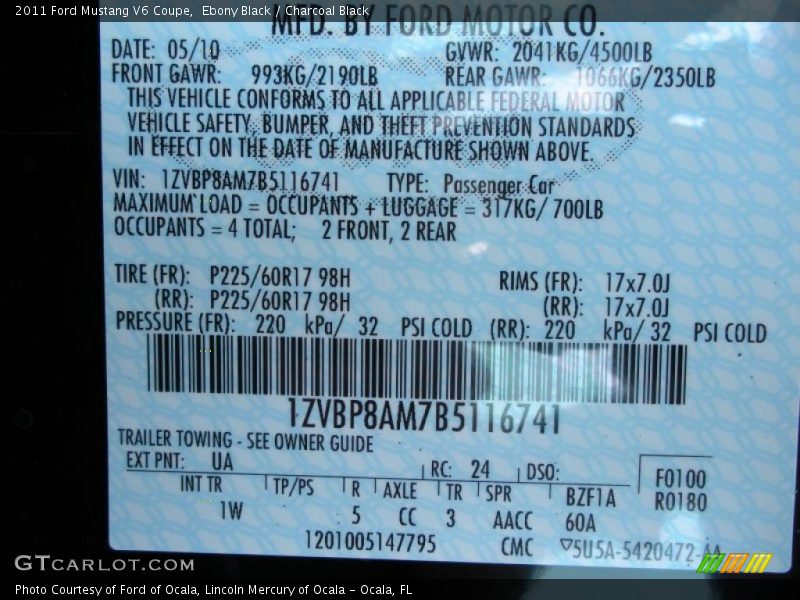 2011 Ford Mustang V6 Coupe,  Ebony Black / Charcoal Black
MFD. BY FORD MOTOR CO.
DATE: 05/10 GVWR: 2041KG/4500LB
FRONT GAWR: 993KG/2190LB REAR GAWR: 1066KG/2350LB
THIS VEHICLE CONFORMS TO ALL APPLICABLE FEDERAL MOTOR
VEHICLE SAFETY, BUMPER, AND THEFT PREVENTION STANDARDS
IN EFFECT ON THE DATE OF MANUFACTURE SHOWN ABOVE.
VIN: 1ZVBP8AM7B5116741 TYPE: Passenger Car
MAXIMUM LOAD = OCCUPANTS + LUGGAGE = 317KG/ 700LB
OCCUPANTS = 4 TOTAL; 2 FRONT, 2 REAR
TIRE (FR): P225/60R17 98H RIMS (FR): 17x7.0J
(RR): P225/60R17 98H (RR): 17x7.0J
PRESSURE (FR): 220 kPa/ 32 PSI COLD (RR): 220 kPa/ 32 PSI COLD
1ZVBP8AM7B5116741
TRAILER TOWING - SEE OWNER GUIDE
EXT PNT: UA RC: 24 DSO: F0100
INT TR TP/PS R AXLE TR SPR BZF1A R0180
1W 5 CC 3 AACC 60A
1201005147795 CMC ▽5U5A-5420472-AA
GTCARLOT.COM
Photo Courtesy of Ford of Ocala, Lincoln Mercury of Ocala – Ocala, FL